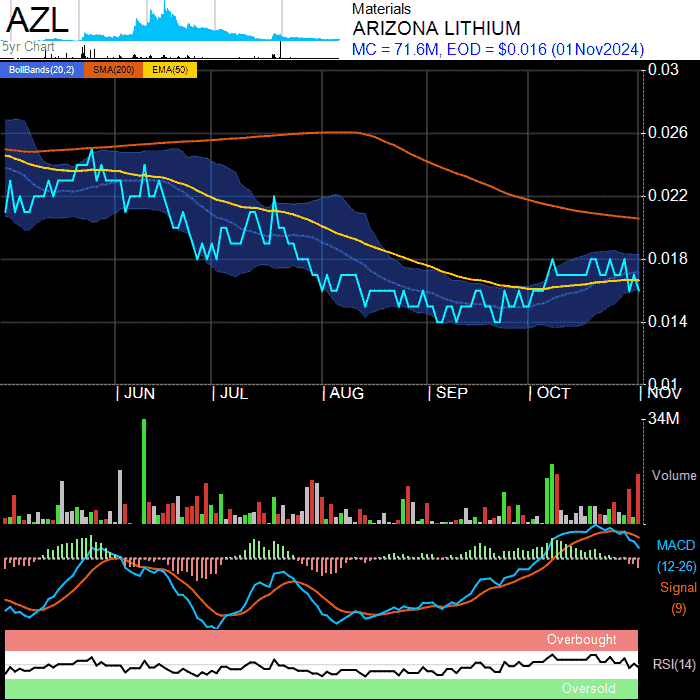 AZL
5yr Chart
Materials
ARIZONA LITHIUM
MC = 71.6M, EOD = $0.016 (01Nov2024)
BollBands(20,2) SMA(200) EMA(50)
0.03
0.026
0.022
0.018
0.014
0.01
JUN JUL AUG SEP OCT NOV
34M
Volume
MACD
(12-26)
Signal
(9)
Overbought
RSI(14)
Oversold